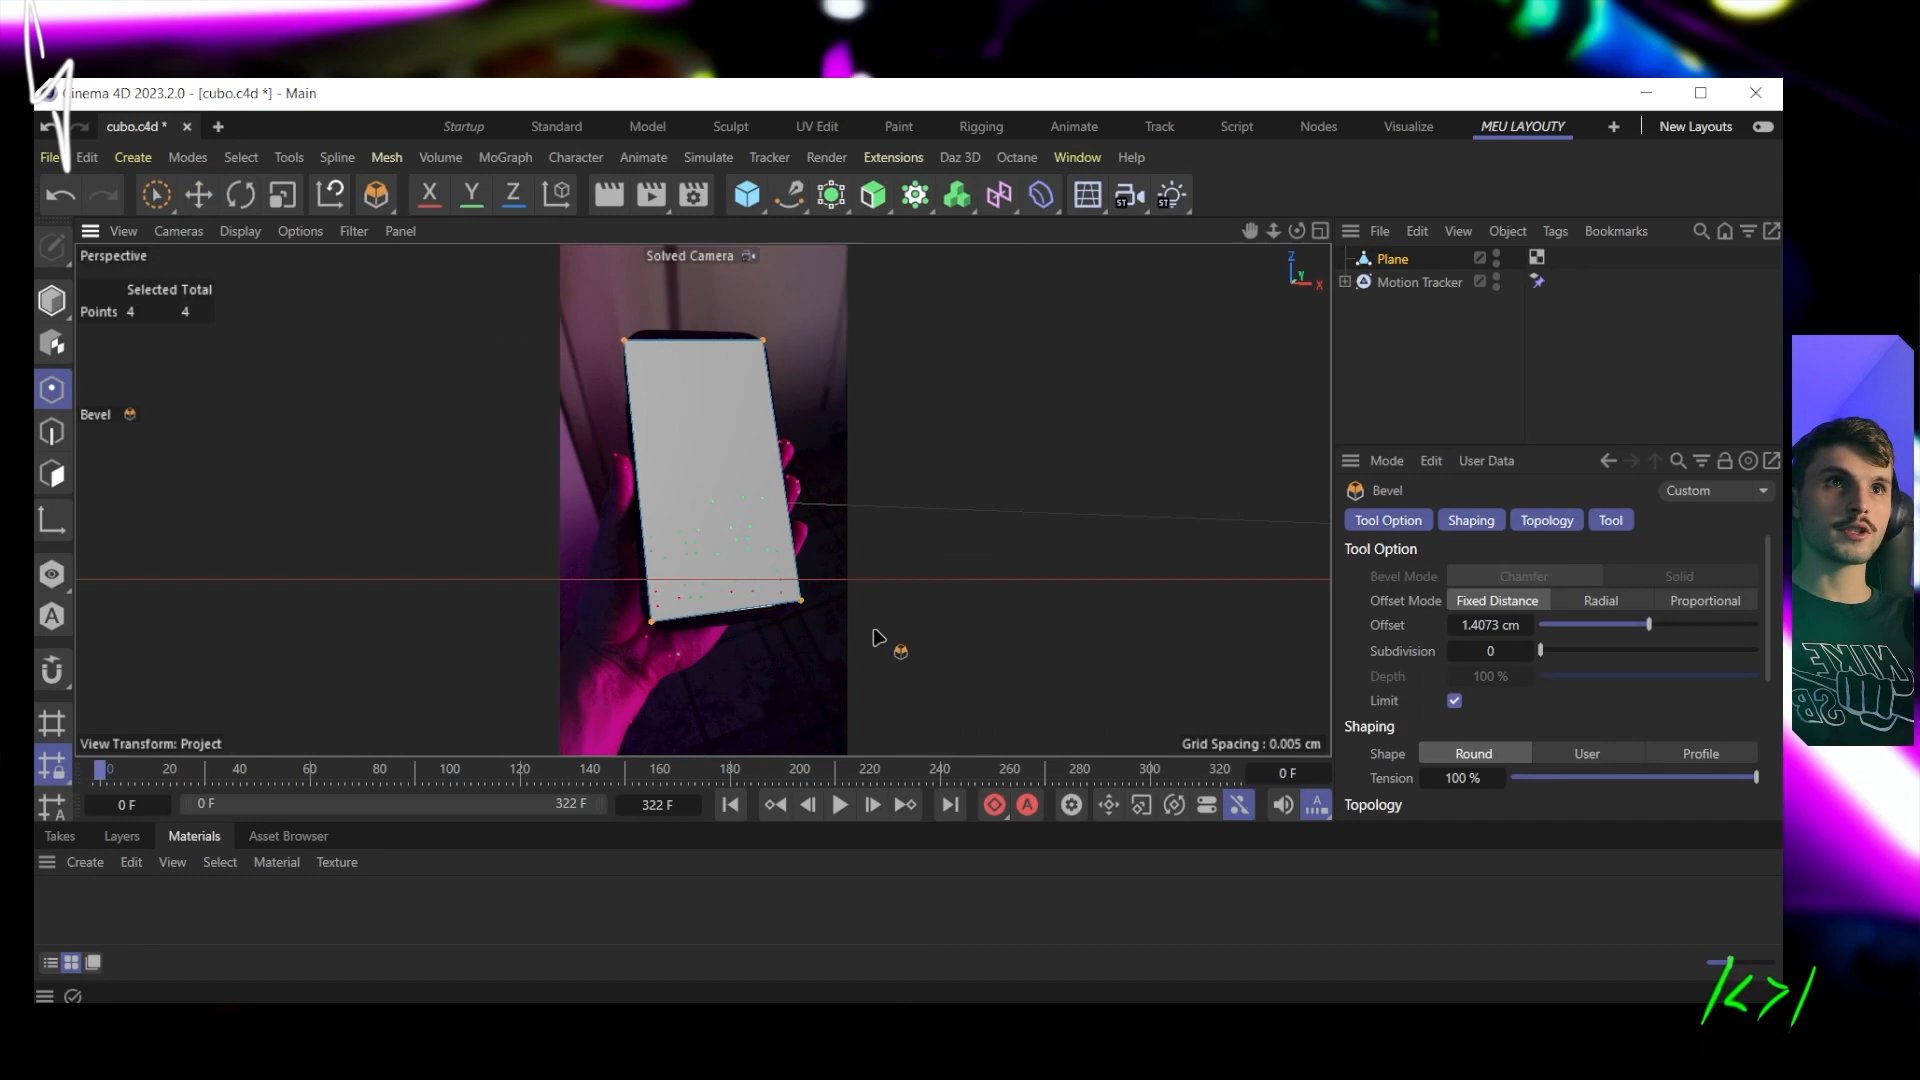 Cinema 4D 2023.2.0 - [cubo.c4d *] - Main
cubo.c4d *
Startup Standard Model Sculpt UV Edit Paint Rigging Animate Track Script Nodes Visualize MEU LAYOUTY New Layouts
File Edit Create Modes Select Tools Spline Mesh Volume MoGraph Character Animate Simulate Tracker Render Extensions Daz 3D Octane Window Help
X Y Z ST ST
View Cameras Display Options Filter Panel
File Edit View Object Tags Bookmarks
Perspective
Solved Camera
Z
Y
X
Plane
Motion Tracker
Selected Total
Points 4 4
Bevel
Mode Edit User Data
Bevel
Custom
Tool Option Shaping Topology Tool
Tool Option
Bevel Mode Chamfer Solid
Offset Mode Fixed Distance Radial Proportional
Offset 1.4073 cm
Subdivision 0
Depth 100 %
Limit
Shaping
Shape Round User Profile
Tension 100 %
Topology
View Transform: Project
Grid Spacing : 0.005 cm
0 20 40 60 80 100 120 140 160 180 200 220 240 260 280 300 320 0 F
0 F 0 F 322 F 322 F
Takes Layers Materials Asset Browser
Create Edit View Select Material Texture
NIKE
SB